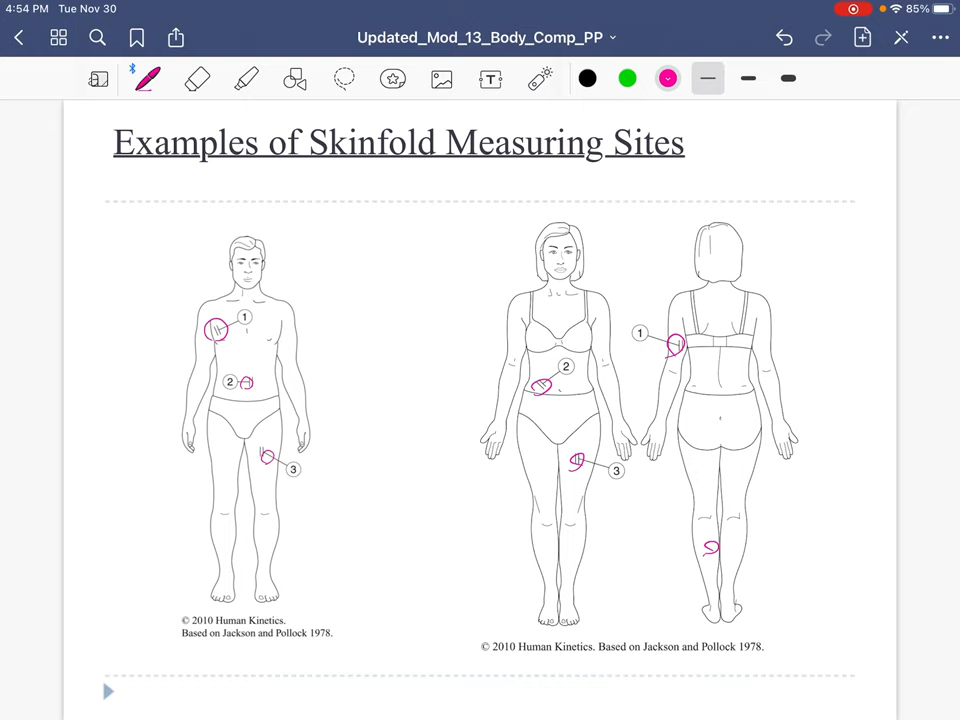 4:54 PM Tue Nov 30
85%
Updated_Mod_13_Body_Comp_PP
T
Examples of Skinfold Measuring Sites
1
2
3
1
2
3
© 2010 Human Kinetics.
Based on Jackson and Pollock 1978.
© 2010 Human Kinetics. Based on Jackson and Pollock 1978.